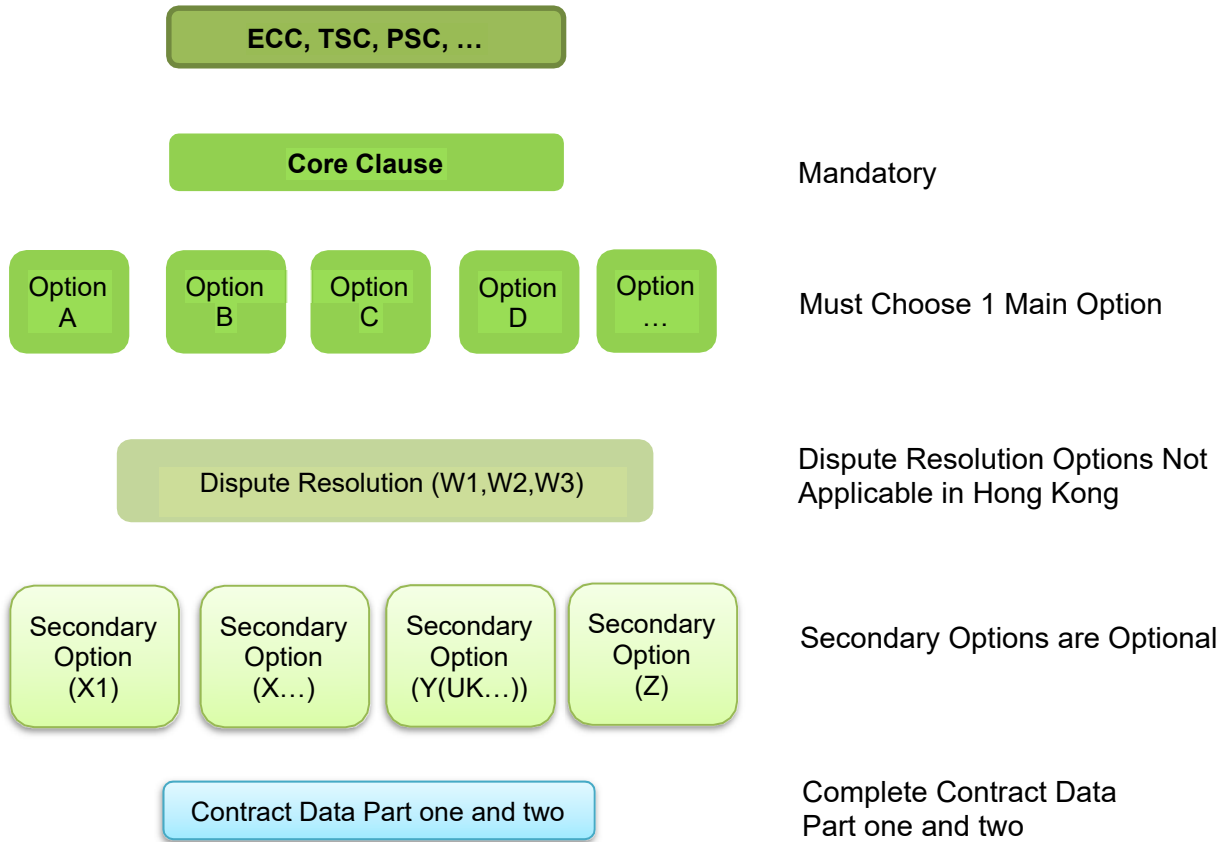 ECC, TSC, PSC, …
Core Clause
Mandatory
Option
A
Option
B
Option
C
Option
D
Option
…
Must Choose 1 Main Option
Dispute Resolution (W1,W2,W3)
Dispute Resolution Options Not
Applicable in Hong Kong
Secondary
Option
(X1)
Secondary
Option
(X…)
Secondary
Option
(Y(UK…))
Secondary
Option
(Z)
Secondary Options are Optional
Contract Data Part one and two
Complete Contract Data
Part one and two